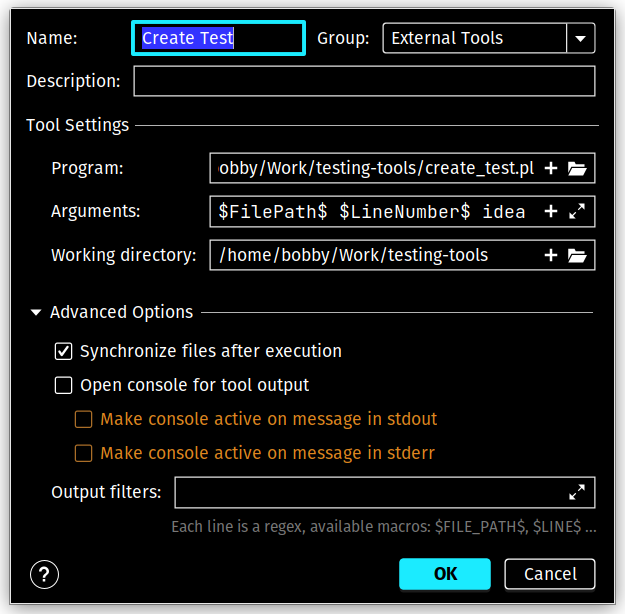 Name: Create Test Group: External Tools
Description:
Tool Settings
Program: obby/Work/testing-tools/create_test.pl
Arguments: $FilePath$ $LineNumber$ idea
Working directory: /home/bobby/Work/testing-tools
Advanced Options
Synchronize files after execution
Open console for tool output
Make console active on message in stdout
Make console active on message in stderr
Output filters:
Each line is a regex, available macros: $FILE_PATH$, $LINE$ ...
? OK Cancel